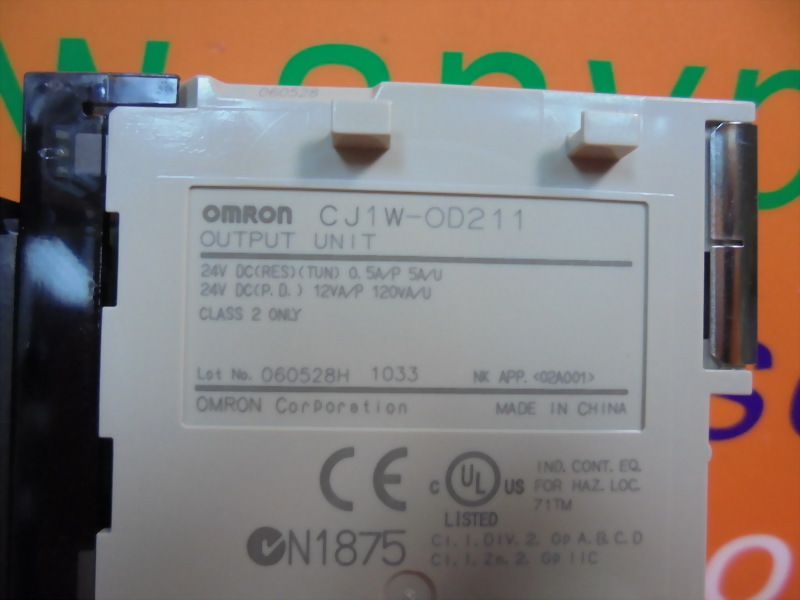 060528
OMRON CJ1W-OD211
OUTPUT UNIT
24V DC(RES)(TUN) 0.5A/P 5A/U
24V DC(P.D.) 12VA/P 120VA/U
CLASS 2 ONLY
Lot No. 060528H 1033 NK APP. <02A001>
OMRON Corporation MADE IN CHINA
CE
C UL US
LISTED
IND. CONT. EQ.
FOR HAZ. LOC.
71TM
N1875
Cl. I. DIV. 2. Gp A.B.C.D
Cl. I. Zn. 2. Gp IIC